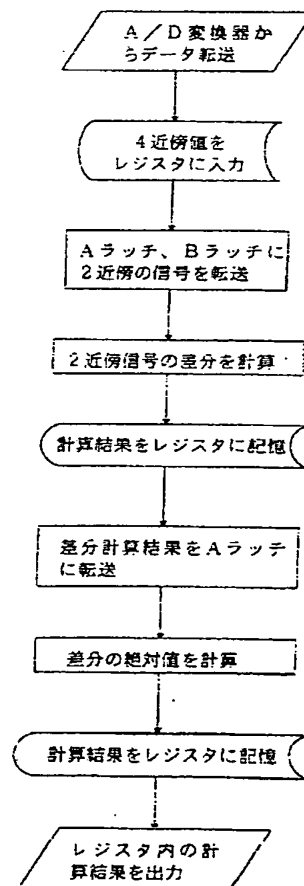 A/D変換器か
らデータ転送
4近傍値を
レジスタに入力
Aラッチ、Bラッチに
2近傍の信号を転送
2近傍信号の差分を計算
計算結果をレジスタに記憶
差分計算結果をAラッチ
に転送
差分の絶対値を計算
計算結果をレジスタに記憶
レジスタ内の計
算結果を出力